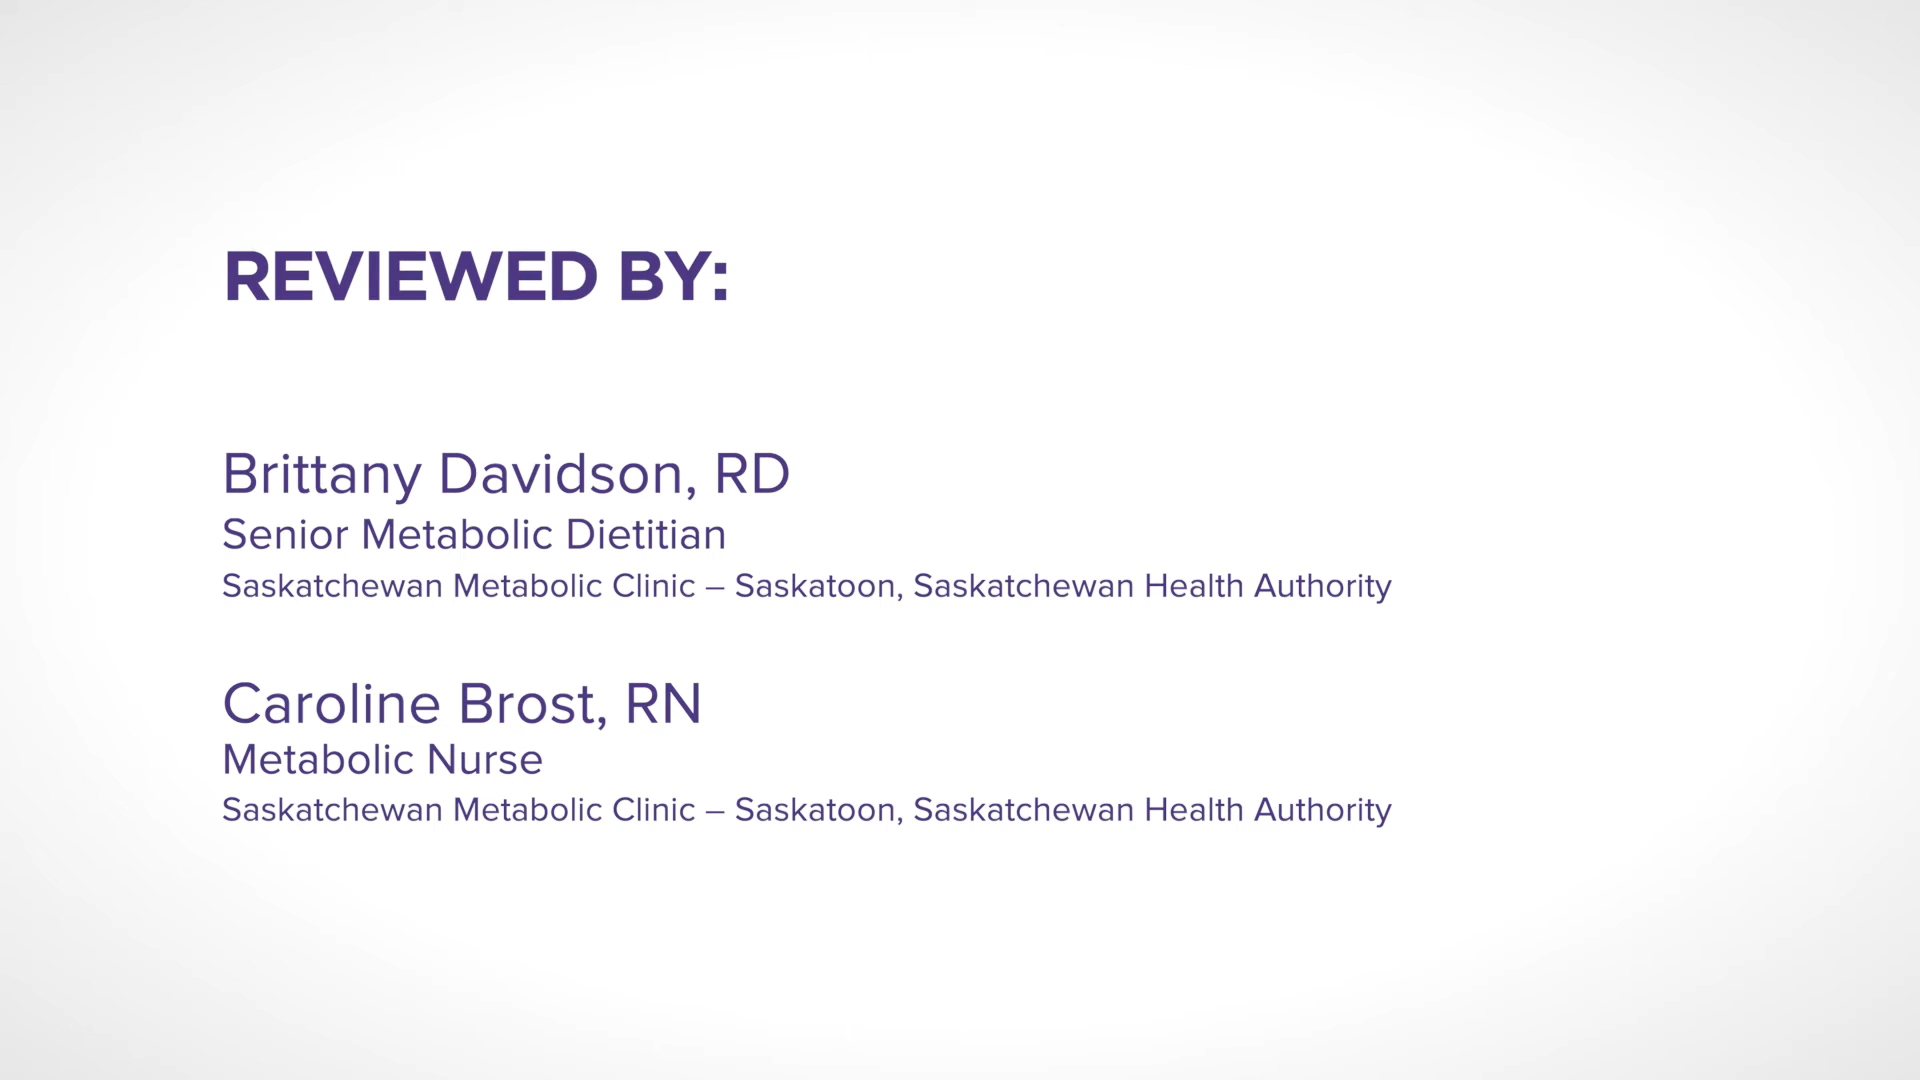 REVIEWED BY:
Brittany Davidson, RD
Senior Metabolic Dietitian
Saskatchewan Metabolic Clinic – Saskatoon, Saskatchewan Health Authority
Caroline Brost, RN
Metabolic Nurse
Saskatchewan Metabolic Clinic – Saskatoon, Saskatchewan Health Authority